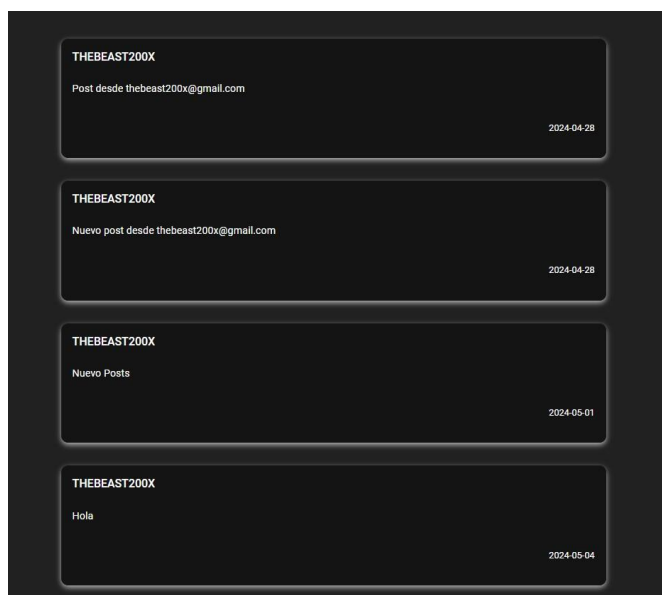 THEBEAST200X
Post desde thebeast200x@gmail.com
2024-04-28
THEBEAST200X
Nuevo post desde thebeast200x@gmail.com
2024-04-28
THEBEAST200X
Nuevo Posts
2024-05-01
THEBEAST200X
Hola
2024-05-04